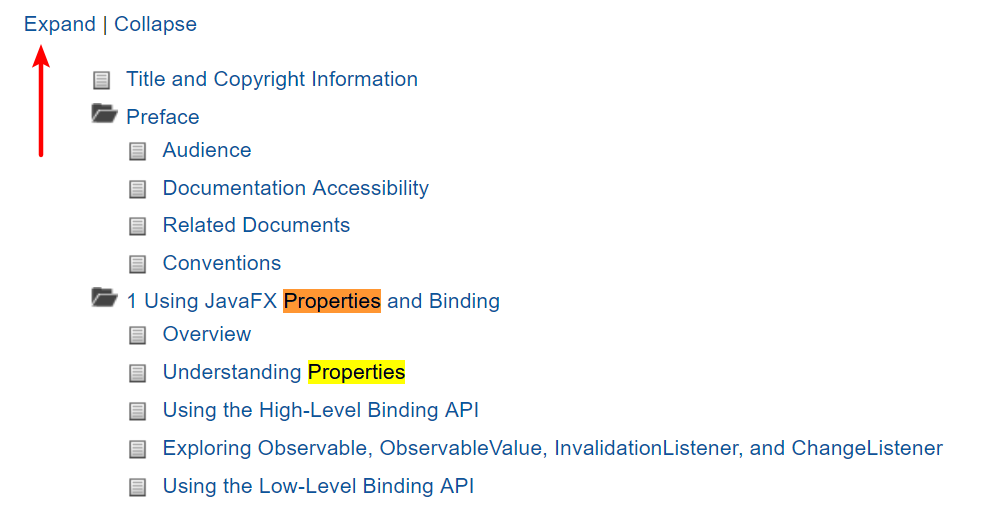 Expand | Collapse
Title and Copyright Information
Preface
Audience
Documentation Accessibility
Related Documents
Conventions
1 Using JavaFX Properties and Binding
Overview
Understanding Properties
Using the High-Level Binding API
Exploring Observable, ObservableValue, InvalidationListener, and ChangeListener
Using the Low-Level Binding API